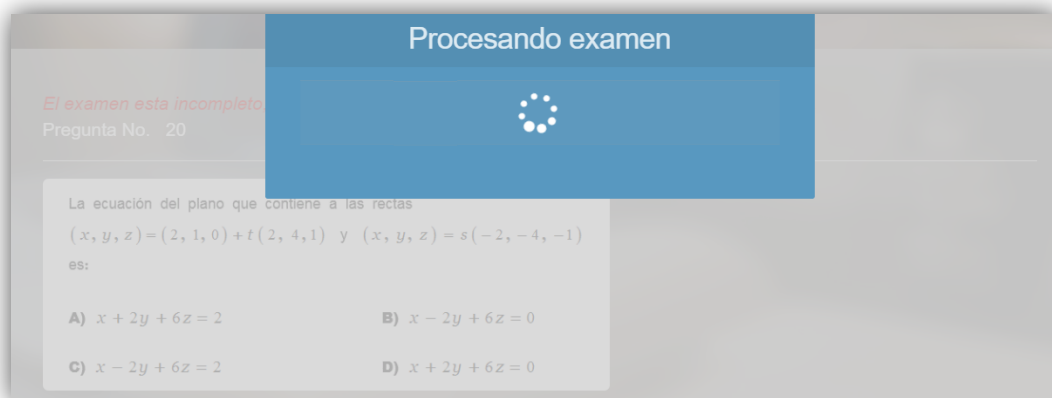 Procesando examen
El examen esta incompleto
Pregunta No. 20
La ecuación del plano que contiene a las rectas
(x, y, z) = (2, 1, 0) + t(2, 4, 1) y (x, y, z) = s(−2, −4, −1)
es:
A) x + 2y + 6z = 2 B) x − 2y + 6z = 0
C) x − 2y + 6z = 2 D) x + 2y + 6z = 0